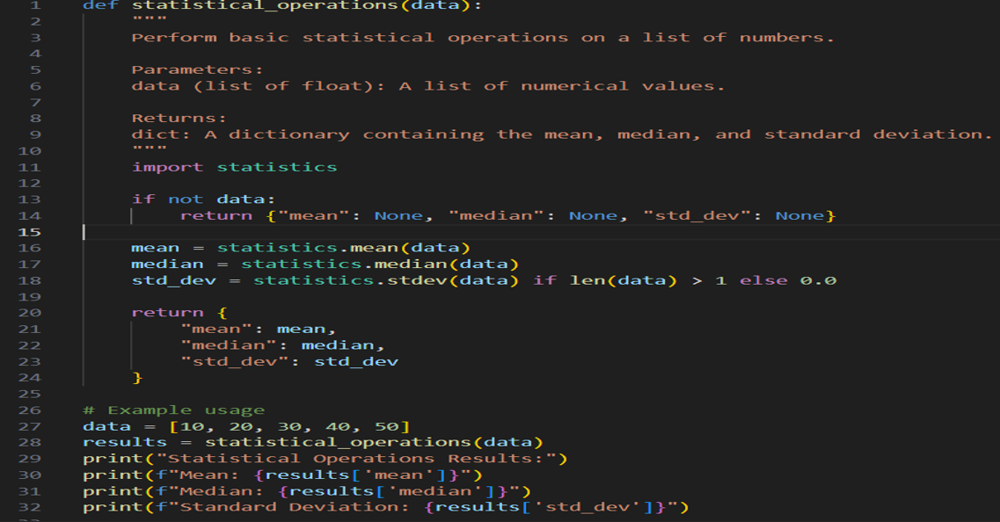 1 def statistical_operations(data):
2     """
3     Perform basic statistical operations on a list of numbers.
4
5     Parameters:
6     data (list of float): A list of numerical values.
7
8     Returns:
9     dict: A dictionary containing the mean, median, and standard deviation.
10     """
11     import statistics
12
13     if not data:
14         return {"mean": None, "median": None, "std_dev": None}
15
16     mean = statistics.mean(data)
17     median = statistics.median(data)
18     std_dev = statistics.stdev(data) if len(data) > 1 else 0.0
19
20     return {
21         "mean": mean,
22         "median": median,
23         "std_dev": std_dev
24     }
25
26 # Example usage
27 data = [10, 20, 30, 40, 50]
28 results = statistical_operations(data)
29 print("Statistical Operations Results:")
30 print(f"Mean: {results['mean']}")
31 print(f"Median: {results['median']}")
32 print(f"Standard Deviation: {results['std_dev']}")